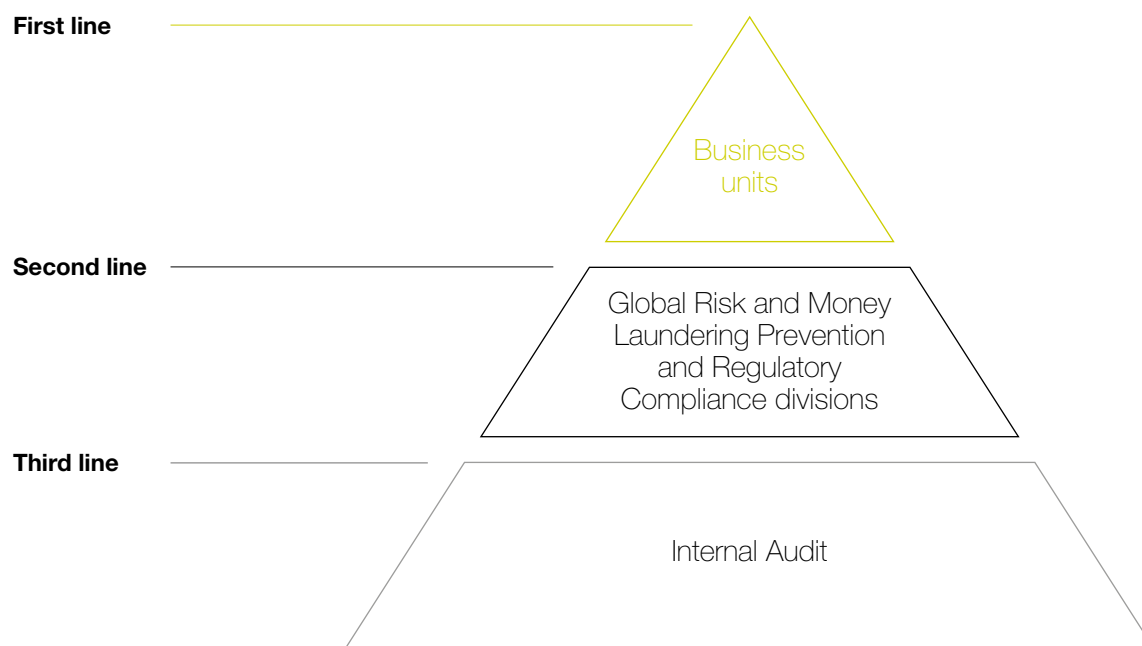 First line
Business
units
Second line
Global Risk and Money
Laundering Prevention
and Regulatory
Compliance divisions
Third line
Internal Audit